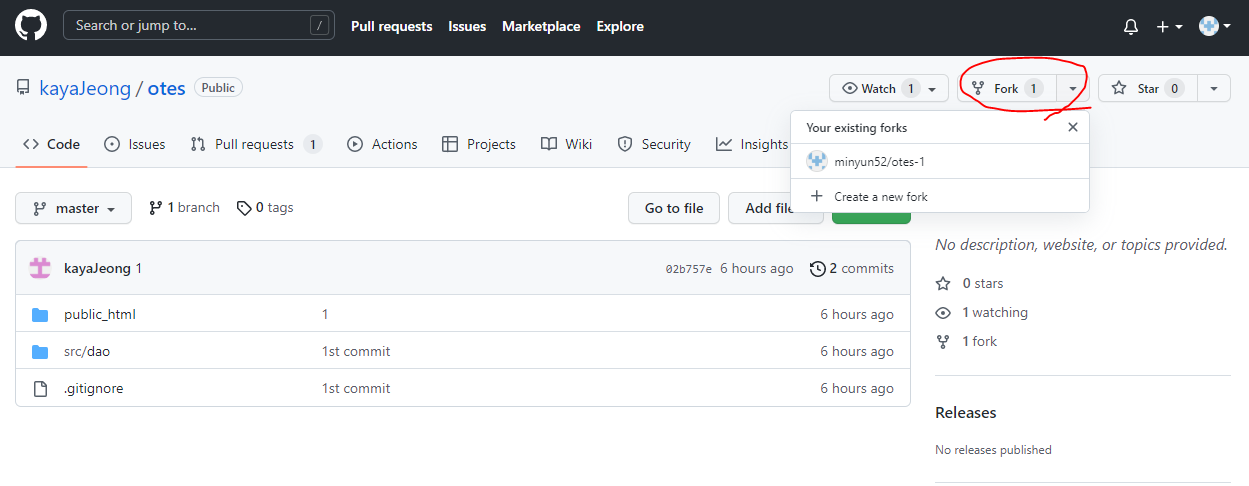 Search or jump to... / Pull requests Issues Marketplace Explore
kayaJeong / otes Public Watch 1 Fork 1 Star 0
Your existing forks
Code Issues Pull requests 1 Actions Projects Wiki Security Insights
minyun52/otes-1
Create a new fork
master 1 branch 0 tags Go to file Add file
No description, website, or topics provided.
kayaJeong 1 02b757e 6 hours ago 2 commits
0 stars
public_html 1 6 hours ago
1 watching
1 fork
src/dao 1st commit 6 hours ago
.gitignore 1st commit 6 hours ago
Releases
No releases published